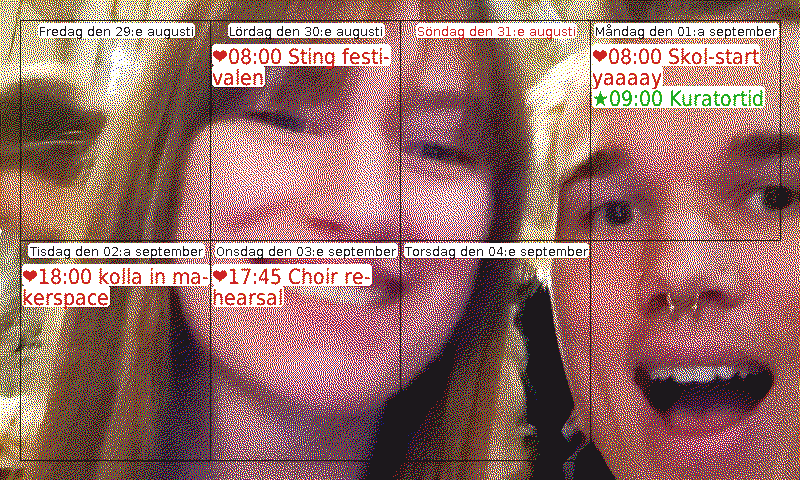 Fredag den 29:e augusti
Lördag den 30:e augusti
❤08:00 Sting festi-
valen
Söndag den 31:e augusti
Måndag den 01:a september
❤08:00 Skol-start
yaaaay
★09:00 Kuratortid
Tisdag den 02:a september
❤18:00 kolla in ma-
kerspace
Onsdag den 03:e september
❤17:45 Choir re-
hearsal
Torsdag den 04:e september